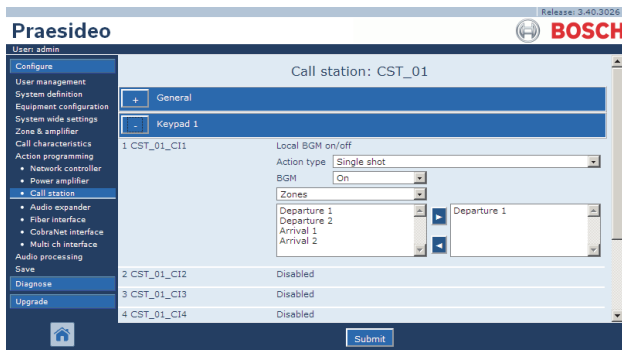 Release: 3.40.3026
Praesideo
BOSCH
User: admin
Configure
User management
System definition
Equipment configuration
System wide settings
Zone & amplifier
Call characteristics
Action programming
• Network controller
• Power amplifier
• Call station
• Audio expander
• Fiber interface
• CobraNet interface
• Multi ch interface
Audio processing
Save
Diagnose
Upgrade
Call station: CST_01
+ General
- Keypad 1
1 CST_01_CI1 Local BGM on/off
Action type Single shot
BGM On
Zones
Departure 1
Departure 2
Arrival 1
Arrival 2
Departure 1
2 CST_01_CI2 Disabled
3 CST_01_CI3 Disabled
4 CST_01_CI4 Disabled
Submit